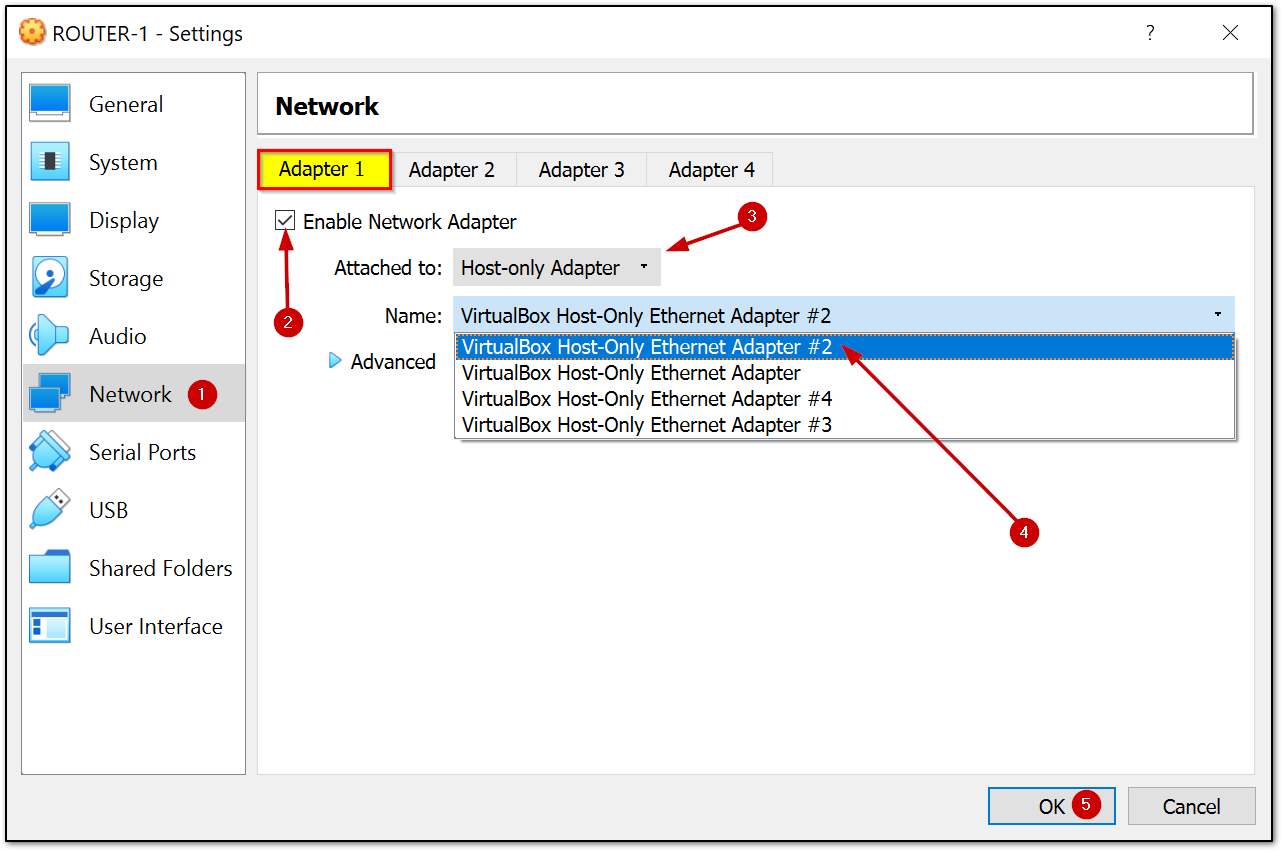 ROUTER-1 - Settings
?
General
System
Display
Storage
Audio
Network 1
Serial Ports
USB
Shared Folders
User Interface
Network
Adapter 1 Adapter 2 Adapter 3 Adapter 4
Enable Network Adapter
3
Attached to: Host-only Adapter
2
Name: VirtualBox Host-Only Ethernet Adapter #2
VirtualBox Host-Only Ethernet Adapter #2
Advanced
VirtualBox Host-Only Ethernet Adapter
VirtualBox Host-Only Ethernet Adapter #4
VirtualBox Host-Only Ethernet Adapter #3
4
OK 5 Cancel